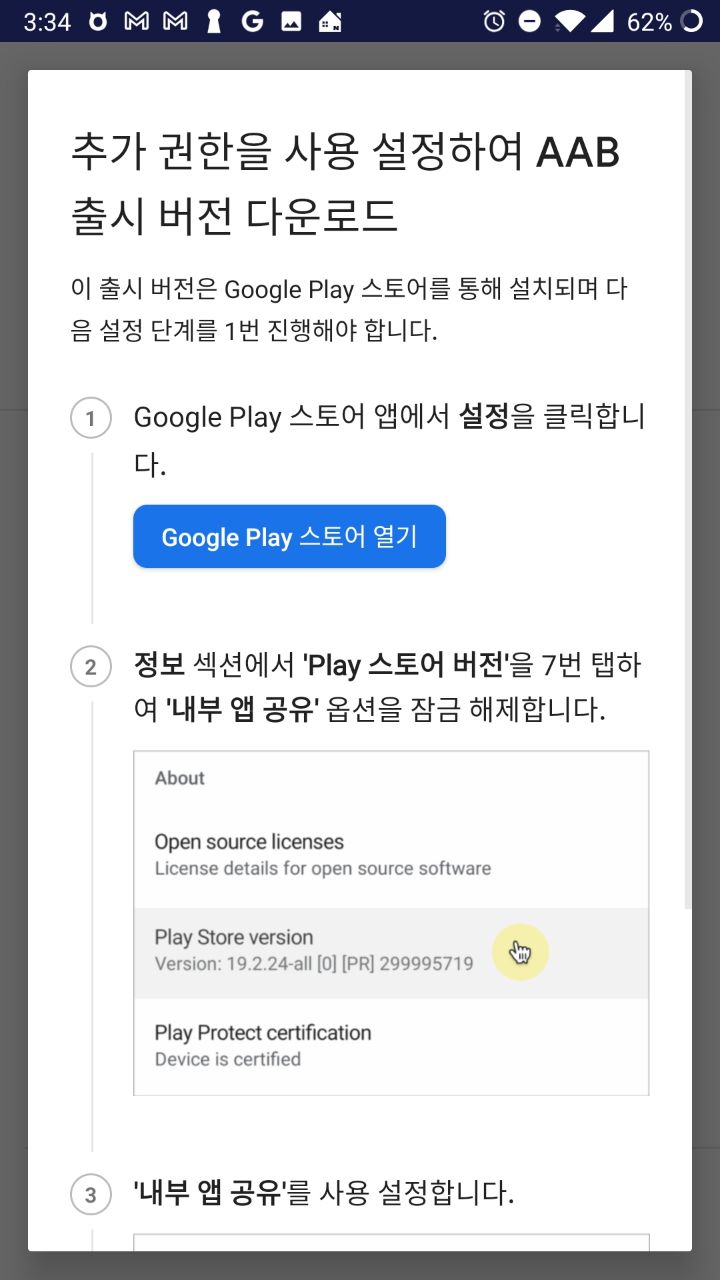 3:34
62%
추가 권한을 사용 설정하여 AAB
출시 버전 다운로드
이 출시 버전은 Google Play 스토어를 통해 설치되며 다
음 설정 단계를 1번 진행해야 합니다.
1
Google Play 스토어 앱에서 설정을 클릭합니
다.
Google Play 스토어 열기
2
정보 섹션에서 'Play 스토어 버전'을 7번 탭하
여 '내부 앱 공유' 옵션을 잠금 해제합니다.
About
Open source licenses
License details for open source software
Play Store version
Version: 19.2.24-all [0] [PR] 299995719
Play Protect certification
Device is certified
3
'내부 앱 공유'를 사용 설정합니다.